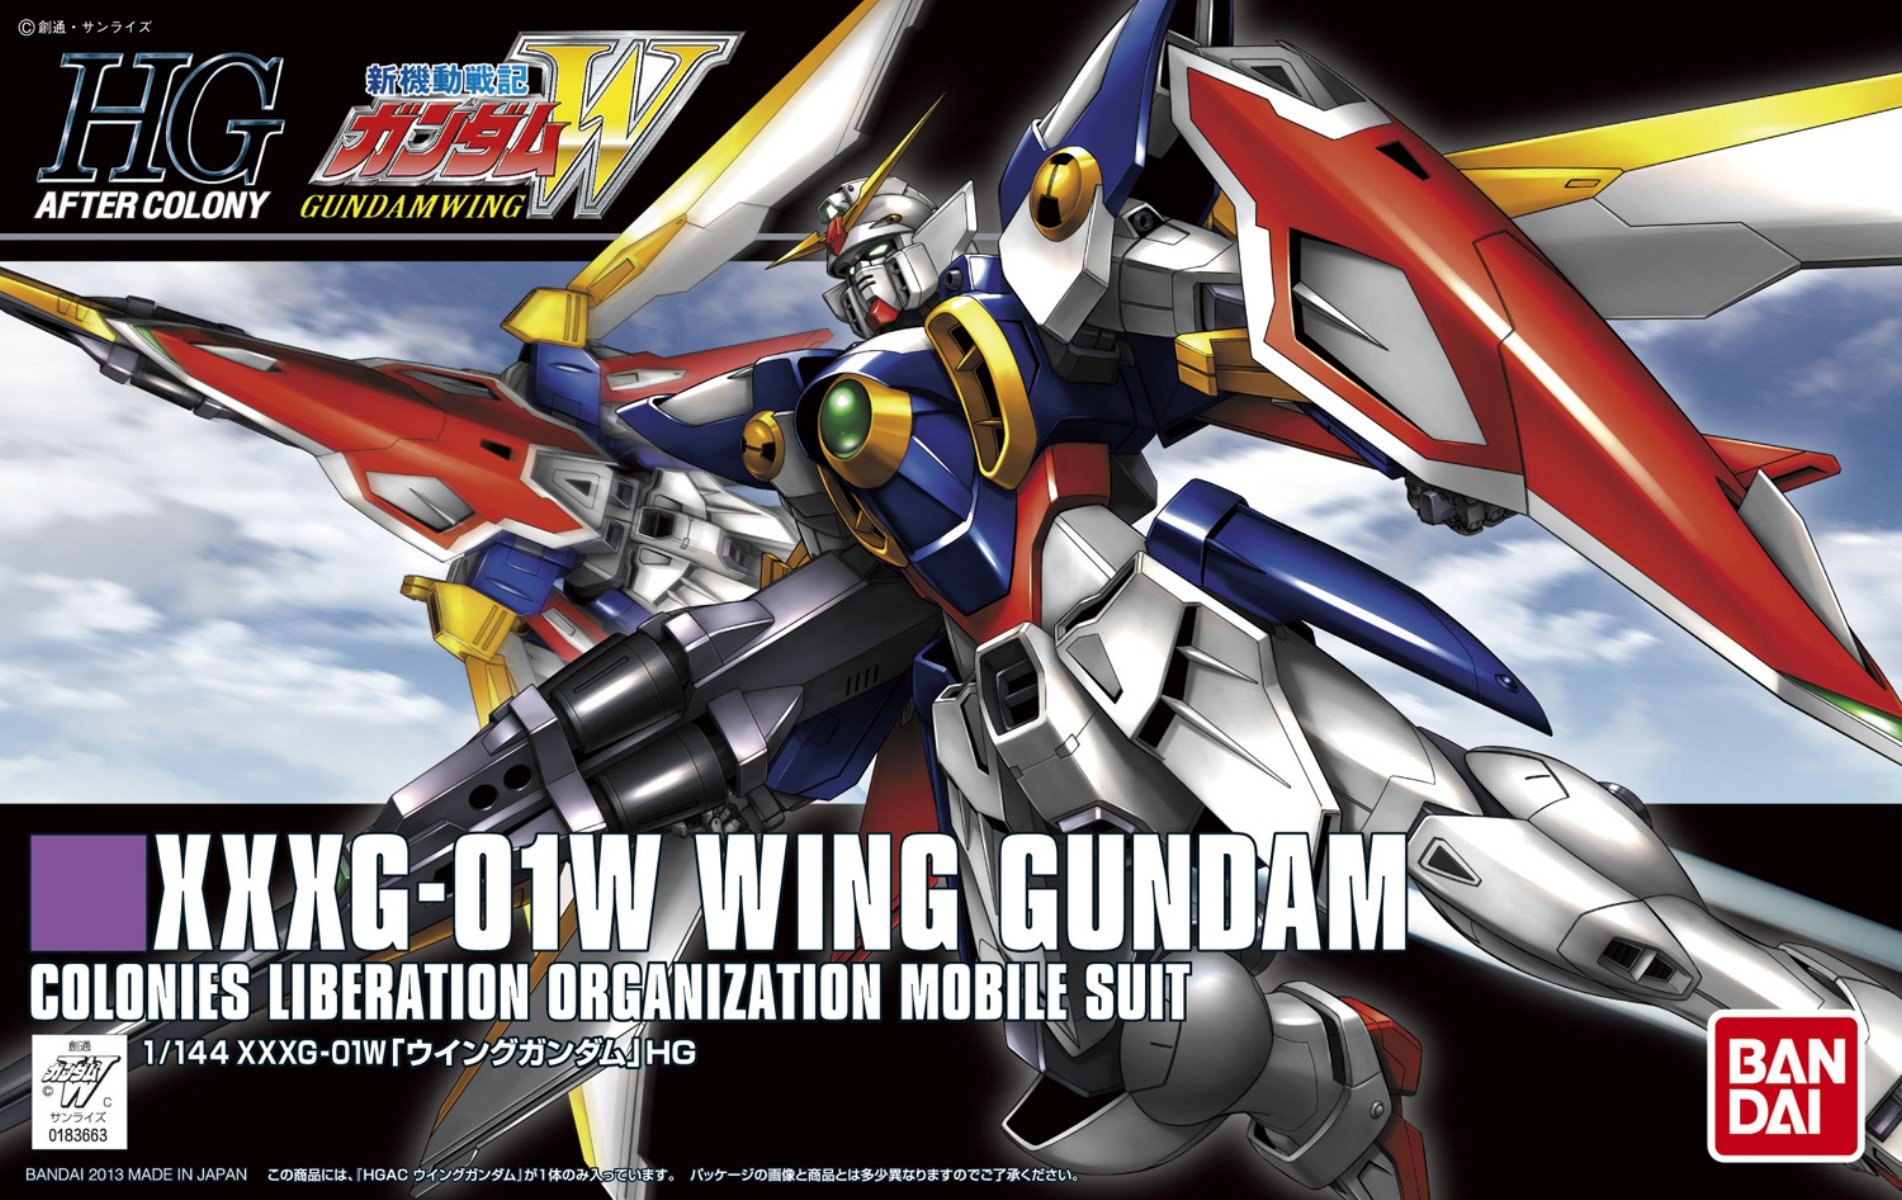 ©創通・サンライズ
HG
AFTER COLONY
新機動戦記
ガンダムW
GUNDAMWING
XXXG-01W WING GUNDAM
COLONIES LIBERATION ORGANIZATION MOBILE SUIT
1/144 XXXG-01W「ウイングガンダム」HG
創通
ガンダムW
© C
サンライズ
0183663
BANDAI 2013 MADE IN JAPAN この商品には、『HGAC ウイングガンダム』が1体のみ入っています。 パッケージの画像と商品とは多少異なりますのでご了承ください。
BAN
DAI